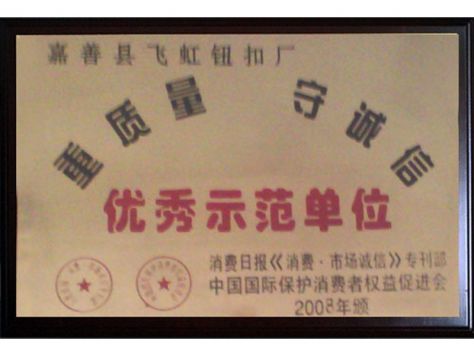 嘉善县飞虹钮扣厂
重质量 守诚信
优秀示范单位
消费日报《消费·市场诚信》专刊部
中国国际保护消费者权益促进会
2008年颁